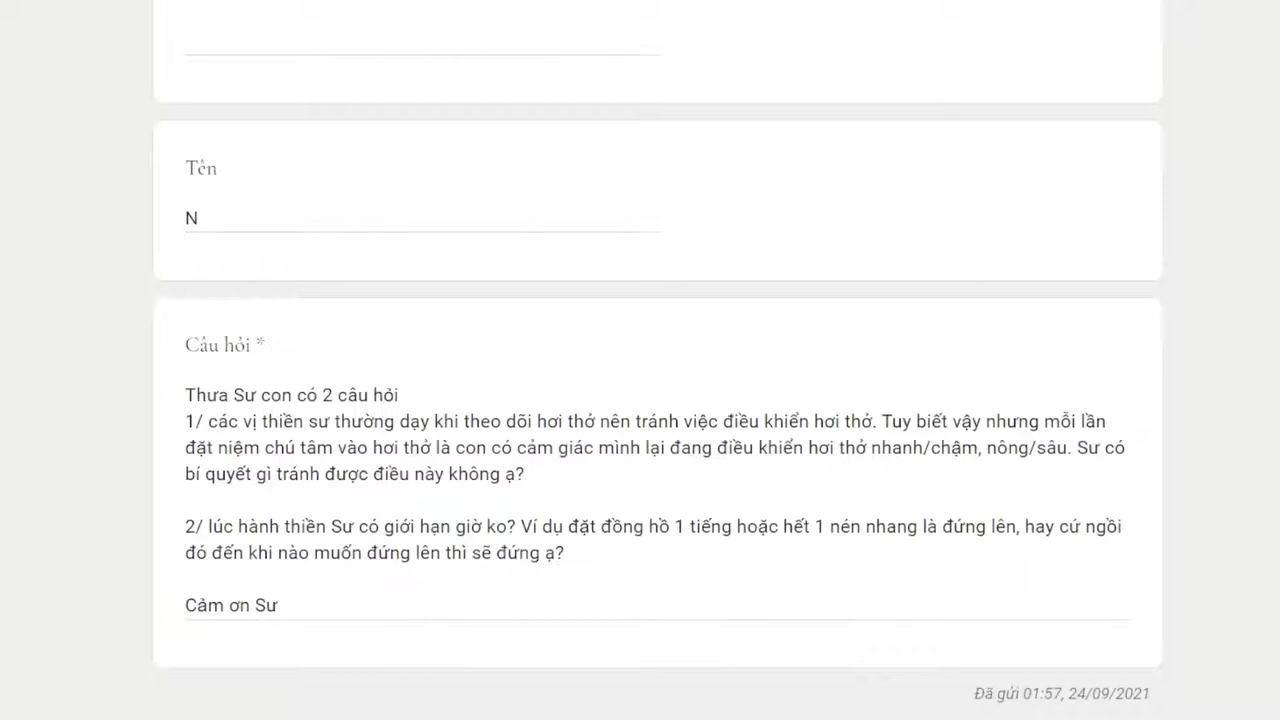 Tên
N
Câu hỏi *
Thưa Sư con có 2 câu hỏi
1/ các vị thiền sư thường dạy khi theo dõi hơi thở nên tránh việc điều khiển hơi thở. Tuy biết vậy nhưng mỗi lần
đặt niệm chú tâm vào hơi thở là con có cảm giác mình lại đang điều khiển hơi thở nhanh/chậm, nông/sâu. Sư có
bí quyết gì tránh được điều này không ạ?
2/ lúc hành thiền Sư có giới hạn giờ ko? Ví dụ đặt đồng hồ 1 tiếng hoặc hết 1 nén nhang là đứng lên, hay cứ ngồi
đó đến khi nào muốn đứng lên thì sẽ đứng ạ?
Cảm ơn Sư
Đã gửi 01:57, 24/09/2021